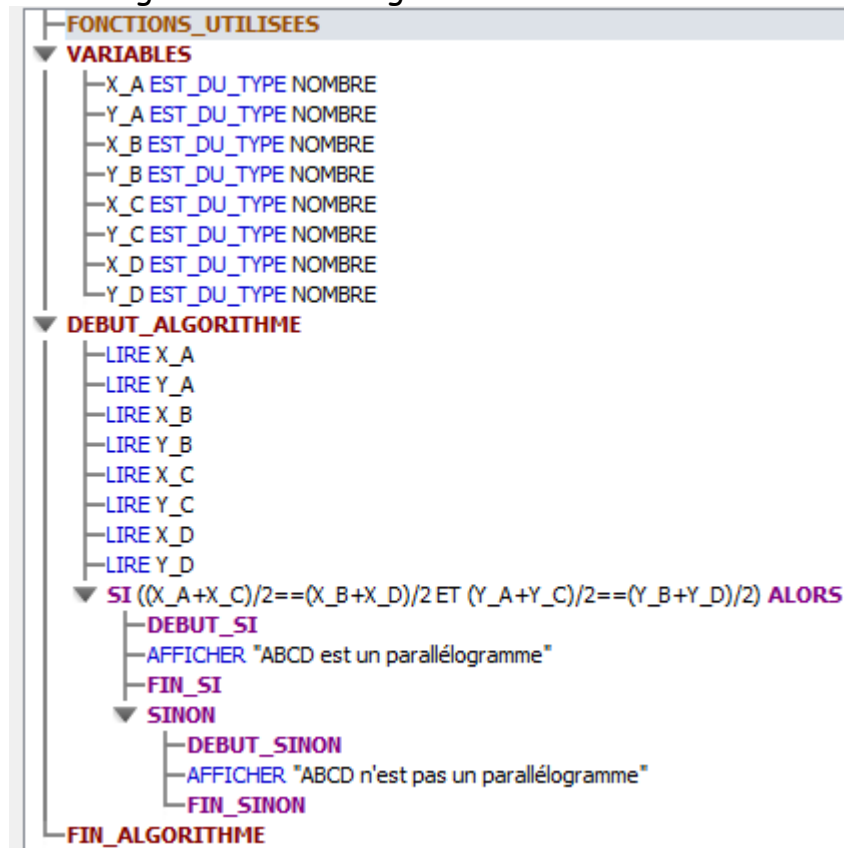 FONCTIONS_UTILISEES
VARIABLES
X_A EST_DU_TYPE NOMBRE
Y_A EST_DU_TYPE NOMBRE
X_B EST_DU_TYPE NOMBRE
Y_B EST_DU_TYPE NOMBRE
X_C EST_DU_TYPE NOMBRE
Y_C EST_DU_TYPE NOMBRE
X_D EST_DU_TYPE NOMBRE
Y_D EST_DU_TYPE NOMBRE
DEBUT_ALGORITHME
LIRE X_A
LIRE Y_A
LIRE X_B
LIRE Y_B
LIRE X_C
LIRE Y_C
LIRE X_D
LIRE Y_D
SI ((X_A+X_C)/2==(X_B+X_D)/2 ET (Y_A+Y_C)/2==(Y_B+Y_D)/2) ALORS
DEBUT_SI
AFFICHER "ABCD est un parallélogramme"
FIN_SI
SINON
DEBUT_SINON
AFFICHER "ABCD n'est pas un parallélogramme"
FIN_SINON
FIN_ALGORITHME